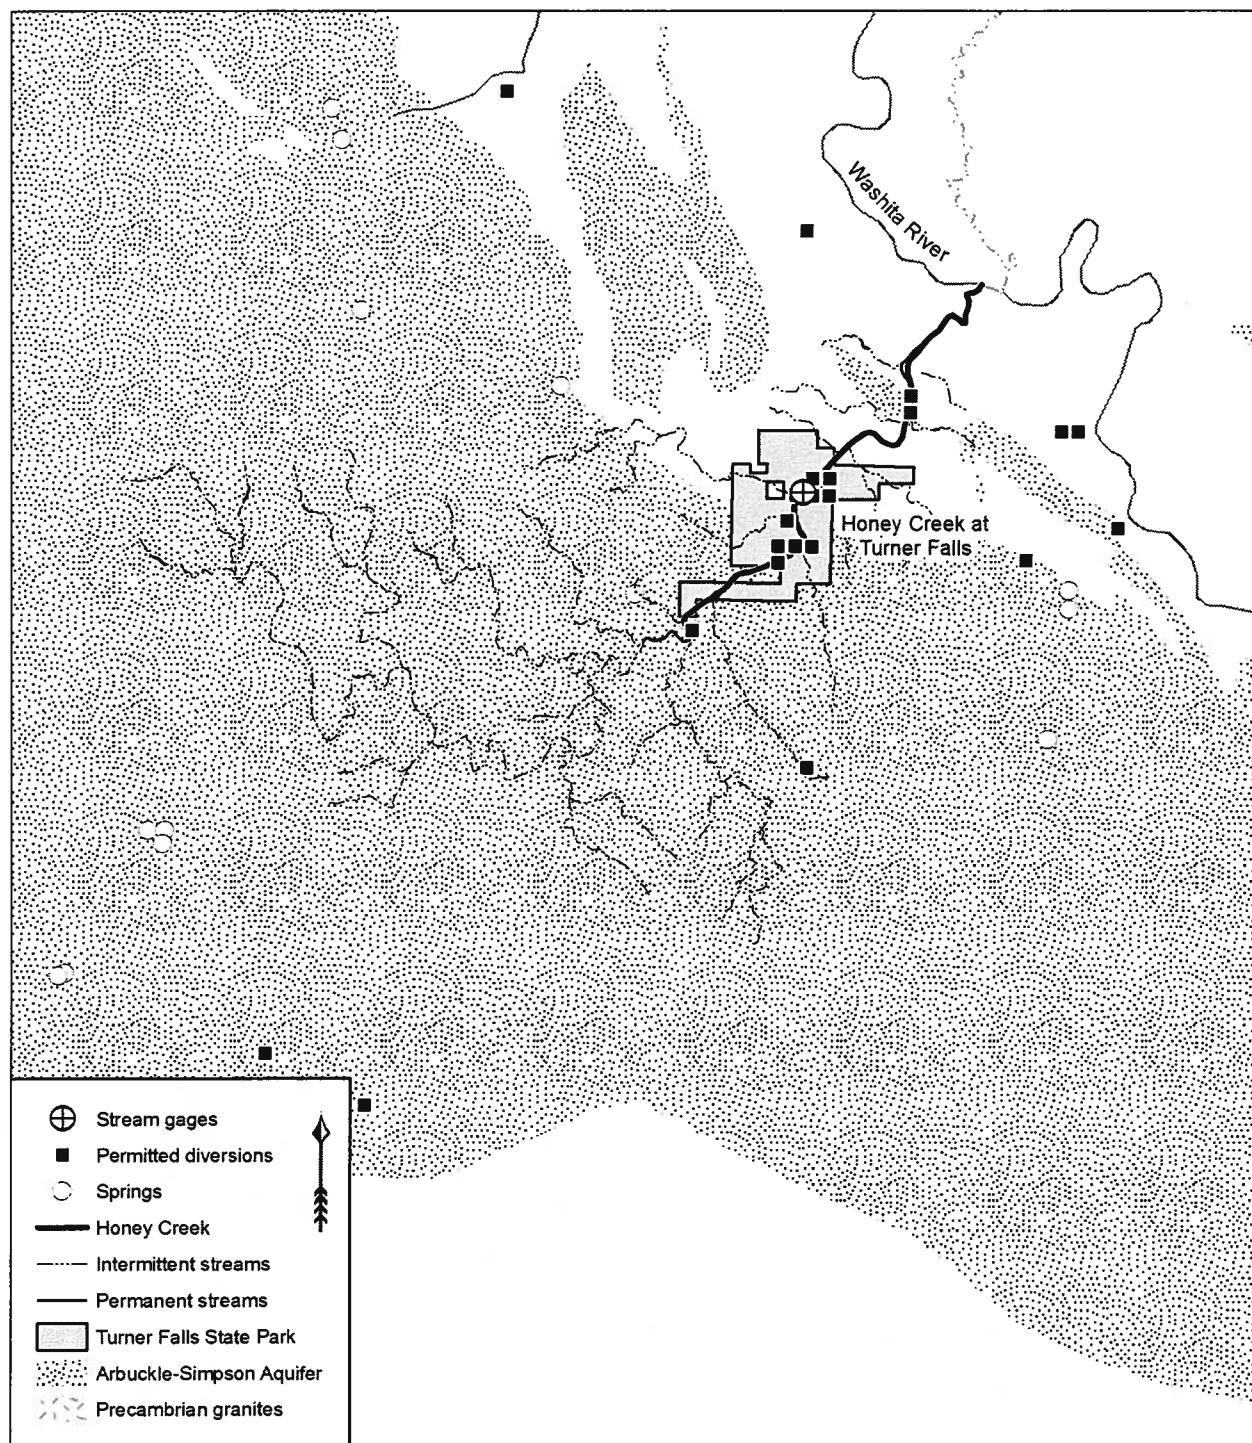 Washita River
Honey Creek at
Turner Falls
Stream gages
Permitted diversions
Springs
Honey Creek
Intermittent streams
Permanent streams
Turner Falls State Park
Arbuckle-Simpson Aquifer
Precambrian granites